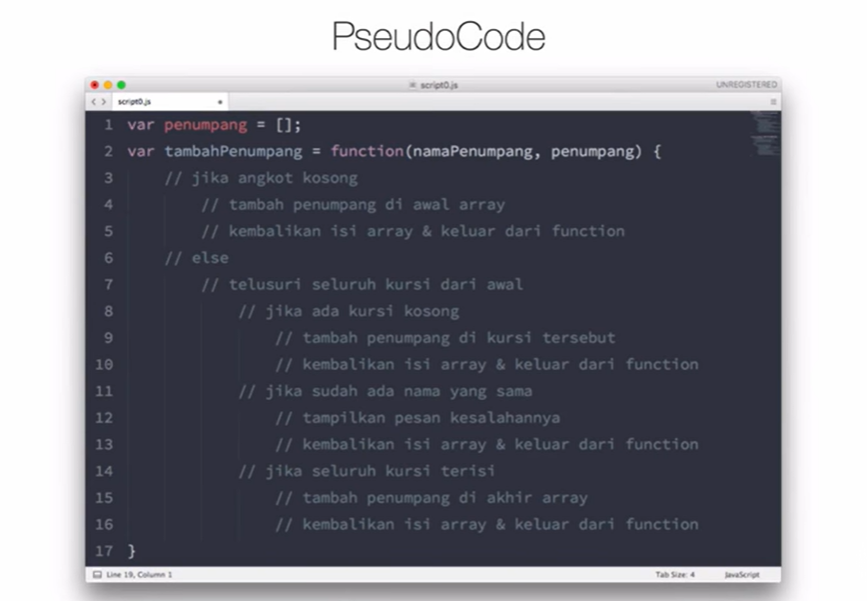 PseudoCode
script0.js
UNREGISTERED
script0.js
1 var penumpang = [];
2 var tambahPenumpang = function(namaPenumpang, penumpang) {
3 // jika angkot kosong
4 // tambah penumpang di awal array
5 // kembalikan isi array & keluar dari function
6 // else
7 // telusuri seluruh kursi dari awal
8 // jika ada kursi kosong
9 // tambah penumpang di kursi tersebut
10 // kembalikan isi array & keluar dari function
11 // jika sudah ada nama yang sama
12 // tampilkan pesan kesalahannya
13 // kembalikan isi array & keluar dari function
14 // jika seluruh kursi terisi
15 // tambah penumpang di akhir array
16 // kembalikan isi array & keluar dari function
17 }
Line 19, Column 1 Tab Size: 4 JavaScript